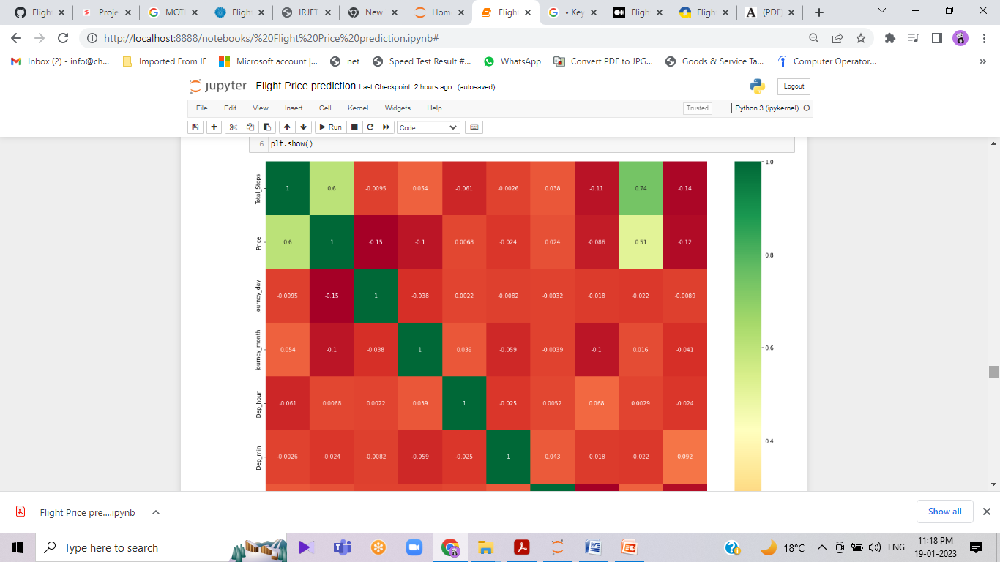 Flight
Proje
MOTI
Flight
IRJET
New
Hom
Flight
• Key
Fligh
Fligh
(PDF)
http://localhost:8888/notebooks/%20Flight%20Price%20prediction.ipynb#
Inbox (2) - info@ch...
Imported From IE
Microsoft account |...
net
Speed Test Result #...
WhatsApp
Convert PDF to JPG...
Goods & Service Ta...
Computer Operator...
»
jupyter Flight Price prediction Last Checkpoint: 2 hours ago (autosaved)
Logout
File Edit View Insert Cell Kernel Widgets Help
Trusted
Python 3 (ipykernel)
Run
Code
6 plt.show()
Total_Stops 1 0.6 -0.0095 0.054 -0.061 -0.0026 0.038 -0.11 0.74 -0.14
Price 0.6 1 -0.15 -0.1 0.0068 -0.024 0.024 -0.086 0.51 -0.12
Journey_day -0.0095 -0.15 1 -0.038 0.0022 -0.0082 -0.0032 -0.018 -0.022 -0.0089
Journey_month 0.054 -0.1 -0.038 1 0.039 -0.059 -0.0039 -0.1 0.016 -0.041
Dep_hour -0.061 0.0068 0.0022 0.039 1 -0.025 0.0052 0.068 0.0029 -0.024
Dep_min -0.0026 -0.024 -0.0082 -0.059 -0.025 1 0.043 -0.018 -0.022 0.092
1.0
0.8
0.6
0.4
_Flight Price pre....ipynb
Show all
Type here to search
18°C
ENG
11:18 PM
19-01-2023